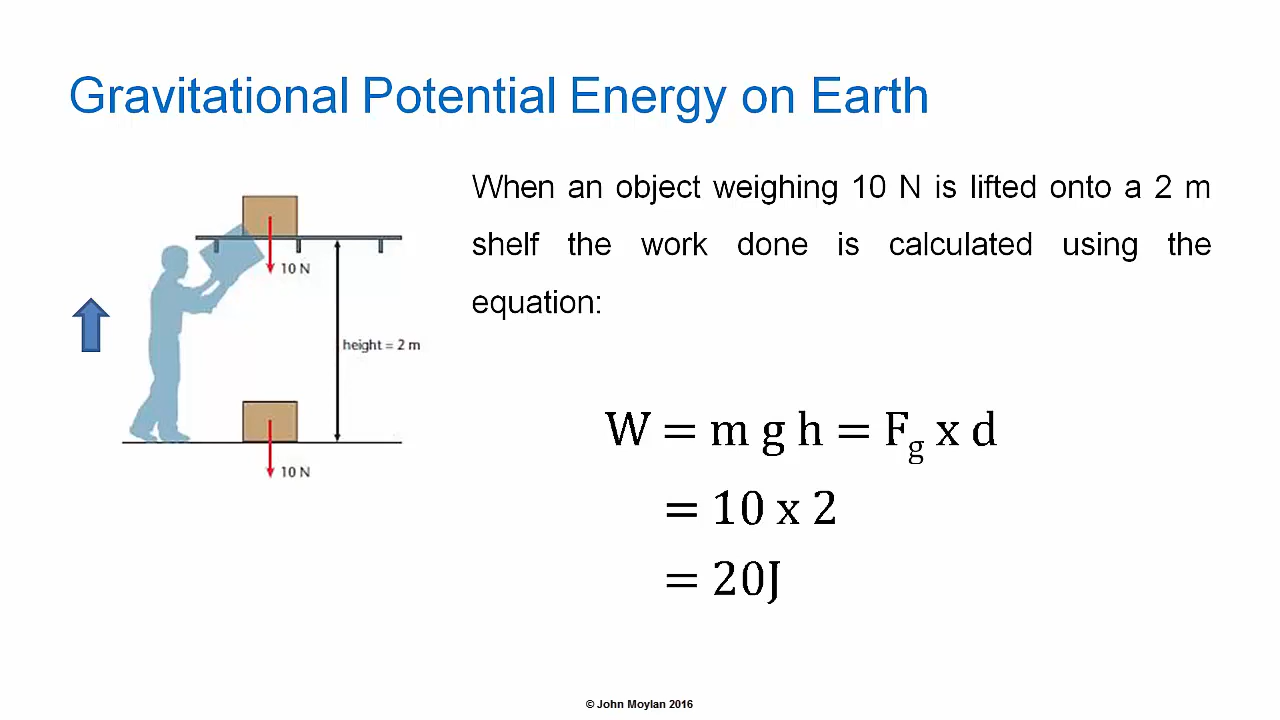 Gravitational Potential Energy on Earth
When an object weighing 10 N is lifted onto a 2 m
shelf the work done is calculated using the
equation:
10 N
height = 2 m
10 N
W = m g h = F_g x d
= 10 x 2
= 20J
© John Moylan 2016